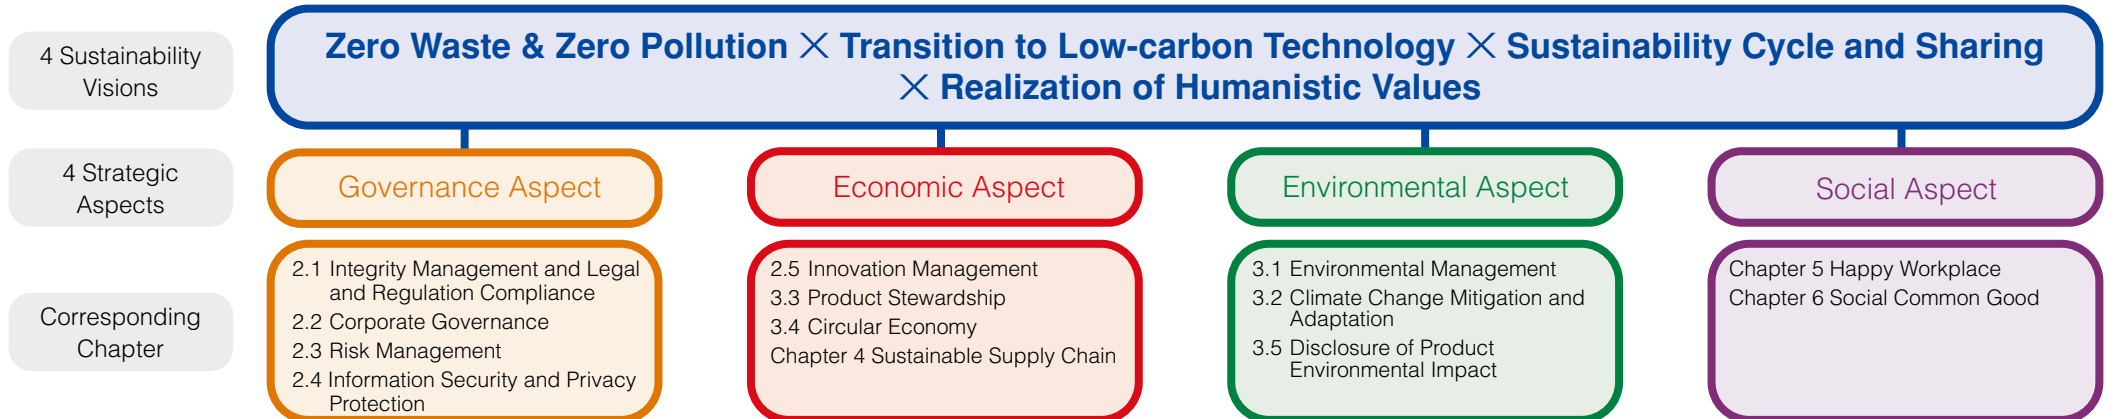 4 Sustainability
Visions
Zero Waste & Zero Pollution ╳ Transition to Low-carbon Technology ╳ Sustainability Cycle and Sharing
╳ Realization of Humanistic Values
4 Strategic
Aspects
Governance Aspect
Economic Aspect
Environmental Aspect
Social Aspect
Corresponding
Chapter
2.1 Integrity Management and Legal
and Regulation Compliance
2.2 Corporate Governance
2.3 Risk Management
2.4 Information Security and Privacy
Protection
2.5 Innovation Management
3.3 Product Stewardship
3.4 Circular Economy
Chapter 4 Sustainable Supply Chain
3.1 Environmental Management
3.2 Climate Change Mitigation and
Adaptation
3.5 Disclosure of Product
Environmental Impact
Chapter 5 Happy Workplace
Chapter 6 Social Common Good